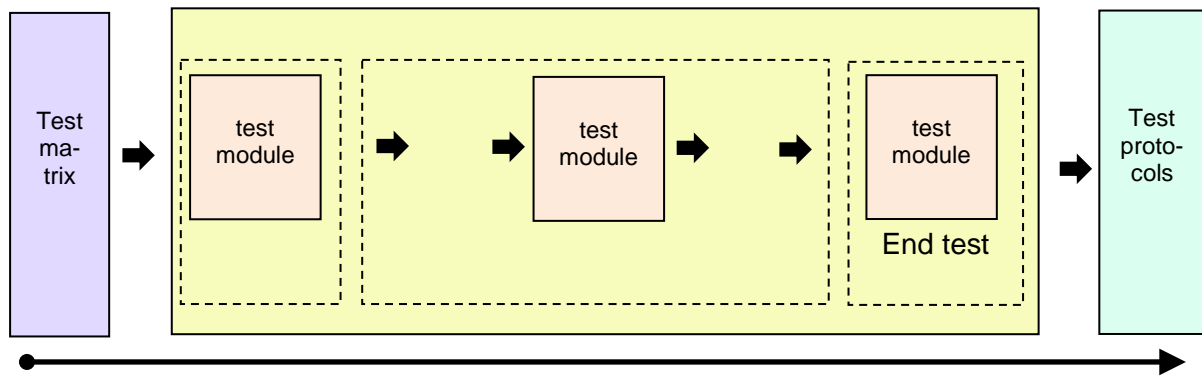 Test
ma-
trix
test
module
test
module
test
module
End test
Test
proto-
cols